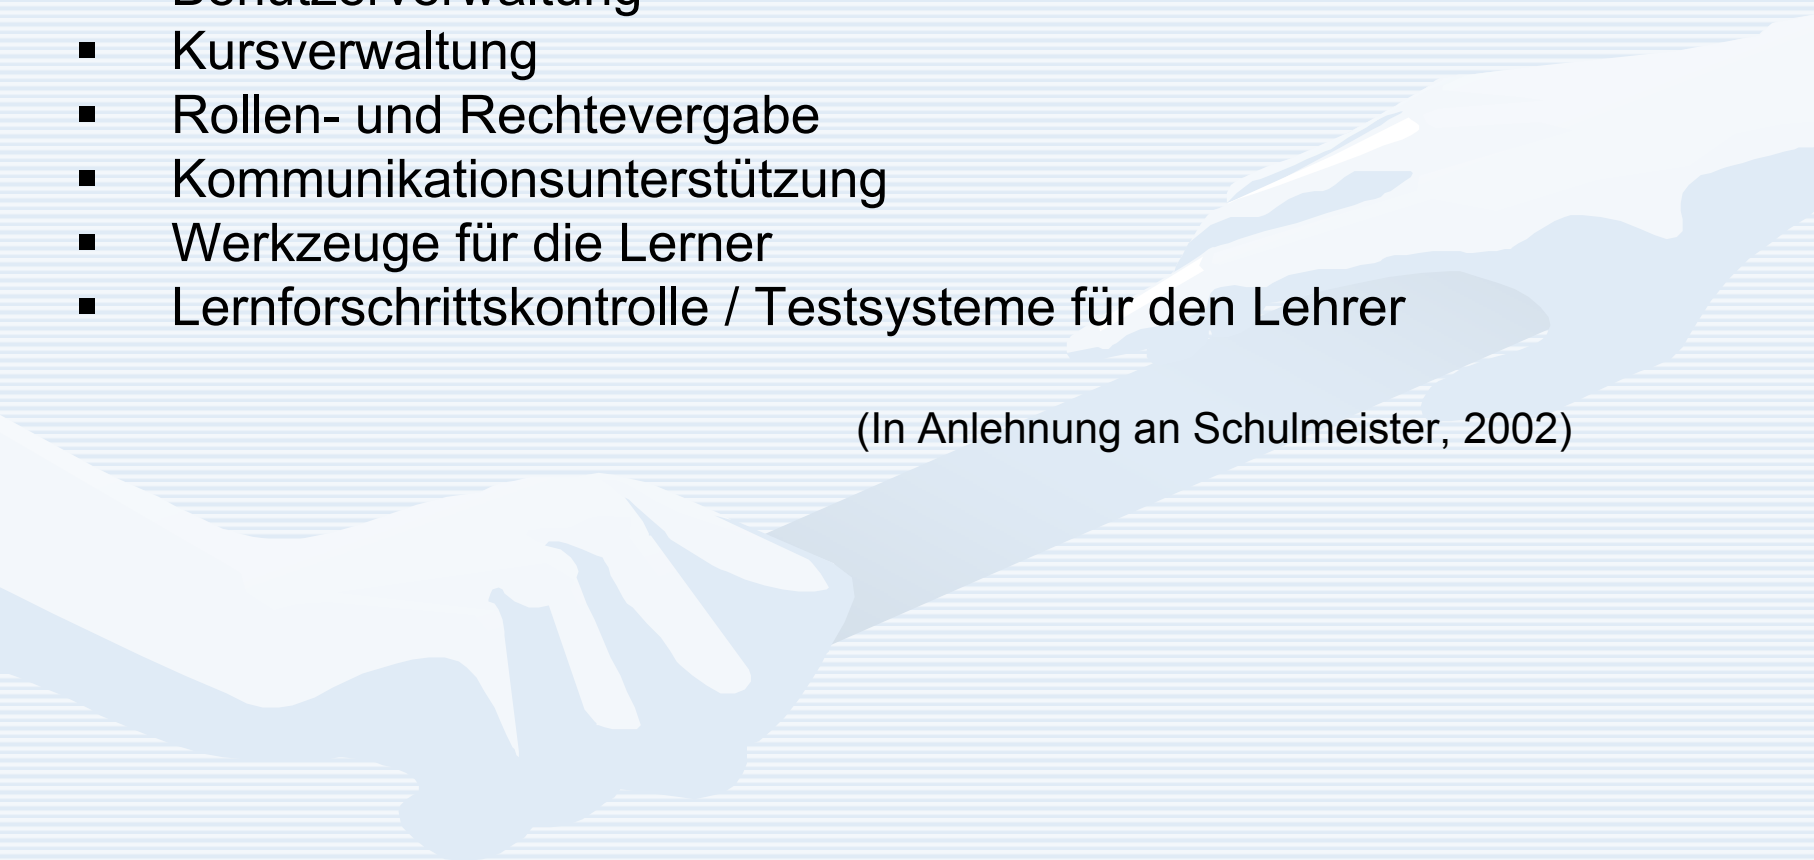 Benutzerverwaltung
▪ Kursverwaltung
▪ Rollen- und Rechtevergabe
▪ Kommunikationsunterstützung
▪ Werkzeuge für die Lerner
▪ Lernforschrittskontrolle / Testsysteme für den Lehrer
(In Anlehnung an Schulmeister, 2002)